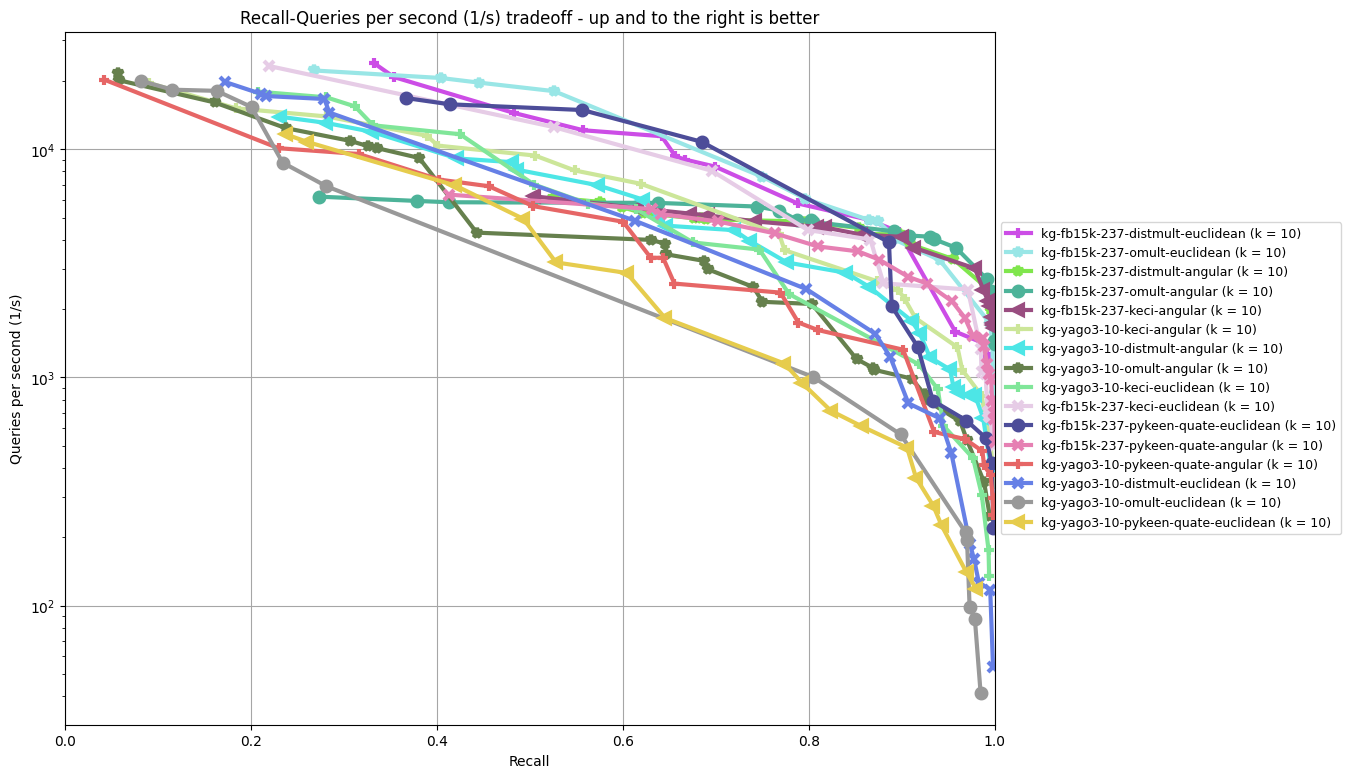 Recall-Queries per second (1/s) tradeoff - up and to the right is better
Queries per second (1/s)
10^4
10^3
10^2
0.0 0.2 0.4 0.6 0.8 1.0
Recall
kg-fb15k-237-distmult-euclidean (k = 10)
kg-fb15k-237-omult-euclidean (k = 10)
kg-fb15k-237-distmult-angular (k = 10)
kg-fb15k-237-omult-angular (k = 10)
kg-fb15k-237-keci-angular (k = 10)
kg-yago3-10-keci-angular (k = 10)
kg-yago3-10-distmult-angular (k = 10)
kg-yago3-10-omult-angular (k = 10)
kg-yago3-10-keci-euclidean (k = 10)
kg-fb15k-237-keci-euclidean (k = 10)
kg-fb15k-237-pykeen-quate-euclidean (k = 10)
kg-fb15k-237-pykeen-quate-angular (k = 10)
kg-yago3-10-pykeen-quate-angular (k = 10)
kg-yago3-10-distmult-euclidean (k = 10)
kg-yago3-10-omult-euclidean (k = 10)
kg-yago3-10-pykeen-quate-euclidean (k = 10)